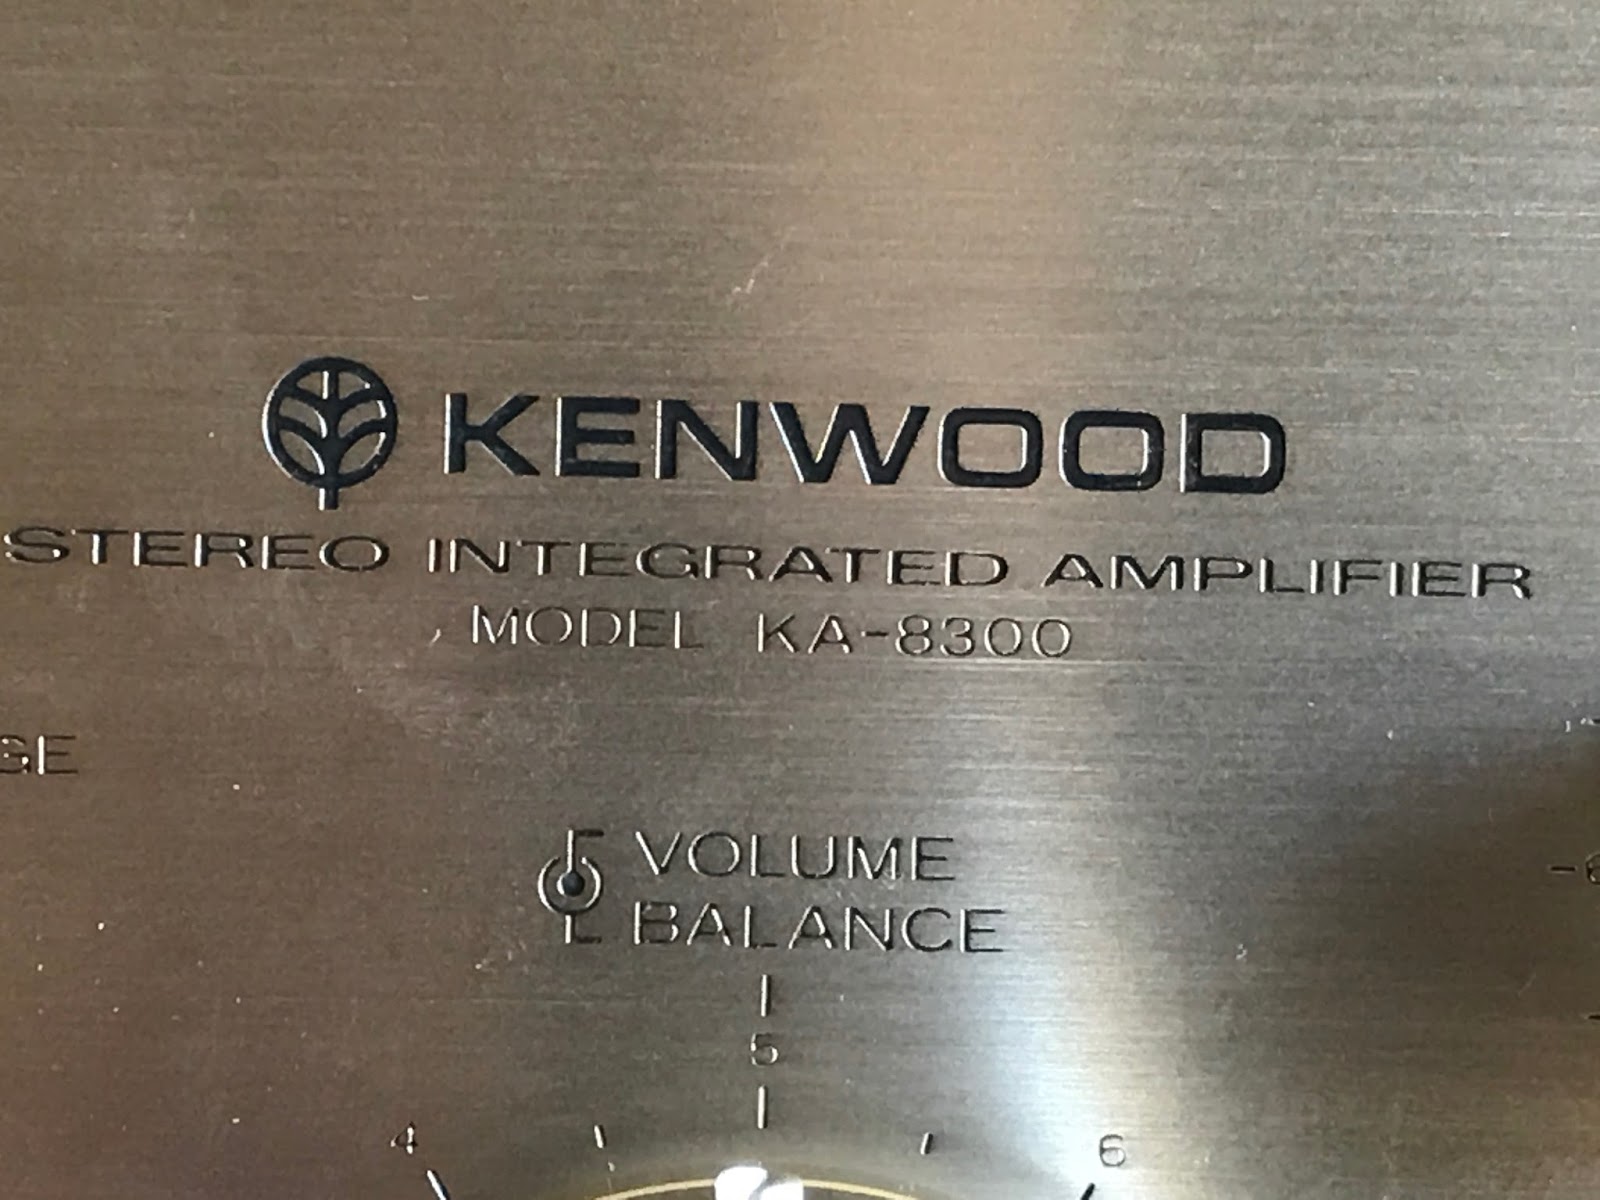 KENWOOD
STEREO INTEGRATED AMPLIFIER
MODEL KA-8300
VOLUME
BALANCE
5
4 6